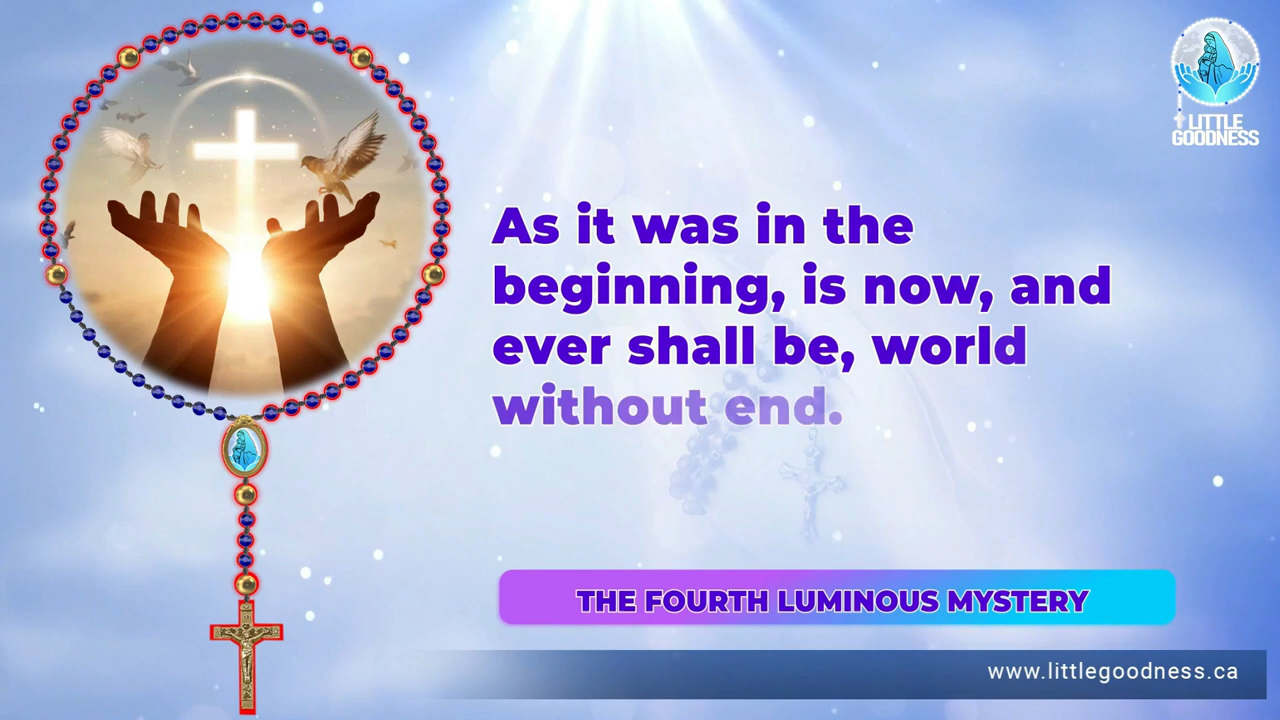 LITTLE
GOODNESS
As it was in the
beginning, is now, and
ever shall be, world
without end.
THE FOURTH LUMINOUS MYSTERY
www.littlegoodness.ca